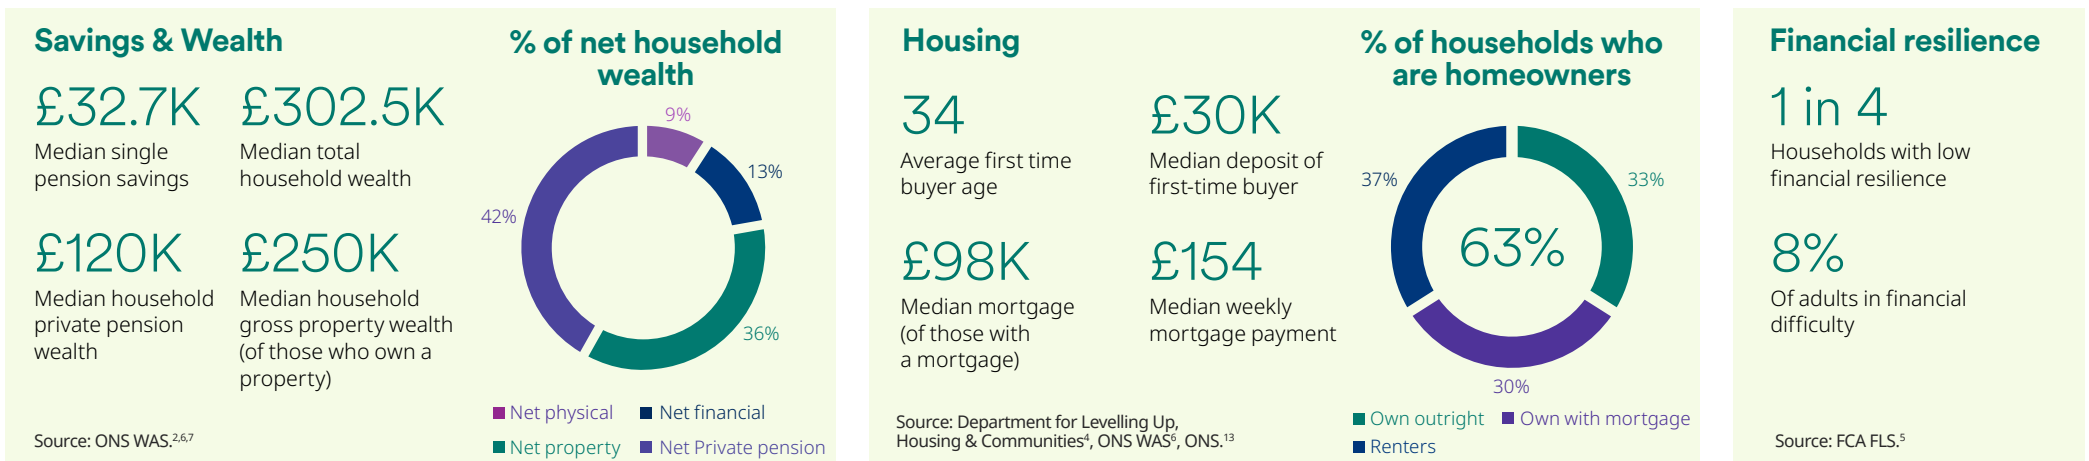 Savings & Wealth
£32.7K
Median single
pension savings
£302.5K
Median total
household wealth
£120K
Median household
private pension
wealth
£250K
Median household
gross property wealth
(of those who own a
property)
Source: ONS WAS.2,6,7
% of net household
wealth
9%
13%
42%
36%
Net physical
Net financial
Net property
Net Private pension
Housing
34
Average first time
buyer age
£30K
Median deposit of
first-time buyer
£98K
Median mortgage
(of those with
a mortgage)
£154
Median weekly
mortgage payment
Source: Department for Levelling Up,
Housing & Communities4, ONS WAS6, ONS.13
% of households who
are homeowners
37%
33%
63%
30%
Own outright
Own with mortgage
Renters
Financial resilience
1 in 4
Households with low
financial resilience
8%
Of adults in financial
difficulty
Source: FCA FLS.5